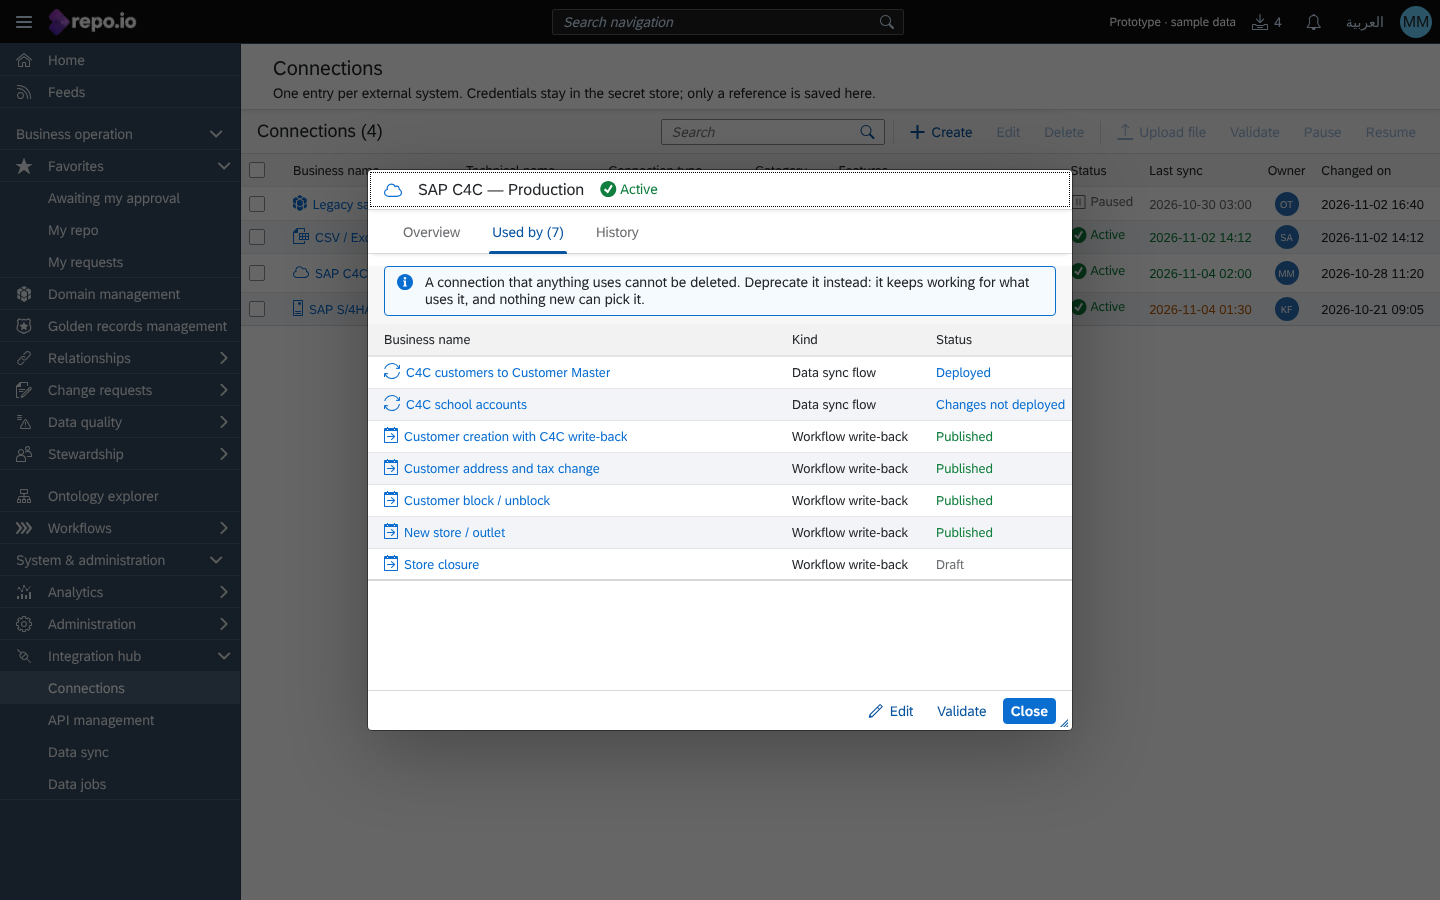 repo.io
Search navigation
Prototype · sample data
4
العربية
MM
Home
Feeds
Business operation
Favorites
Awaiting my approval
My repo
My requests
Domain management
Golden records management
Relationships
Change requests
Data quality
Stewardship
Ontology explorer
Workflows
System & administration
Analytics
Administration
Integration hub
Connections
API management
Data sync
Data jobs
Connections
One entry per external system. Credentials stay in the secret store; only a reference is saved here.
Connections (4)
Search
Create
Edit
Delete
Upload file
Validate
Pause
Resume
Business
Status
Last sync
Owner
Changed on
Legacy
Paused
2026-10-30 03:00
OT
2026-11-02 16:40
CSV /
Active
2026-11-02 14:12
SA
2026-11-02 14:12
SAP C4C
Active
2026-11-04 02:00
MM
2026-10-28 11:20
SAP
Active
2026-11-04 01:30
KF
2026-10-21 09:05
SAP C4C — Production
Active
Overview
Used by (7)
History
A connection that anything uses cannot be deleted. Deprecate it instead: it keeps working for what
uses it, and nothing new can pick it.
Business name Kind Status
C4C customers to Customer Master Data sync flow Deployed
C4C school accounts Data sync flow Changes not deployed
Customer creation with C4C write-back Workflow write-back Published
Customer address and tax change Workflow write-back Published
Customer block / unblock Workflow write-back Published
New store / outlet Workflow write-back Published
Store closure Workflow write-back Draft
Edit
Validate
Close